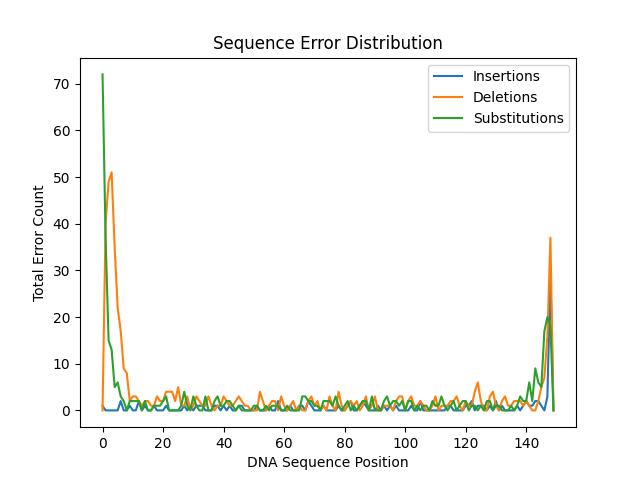 Sequence Error Distribution
Insertions
Deletions
Substitutions
Total Error Count
70
60
50
40
30
20
10
0
0 20 40 60 80 100 120 140
DNA Sequence Position